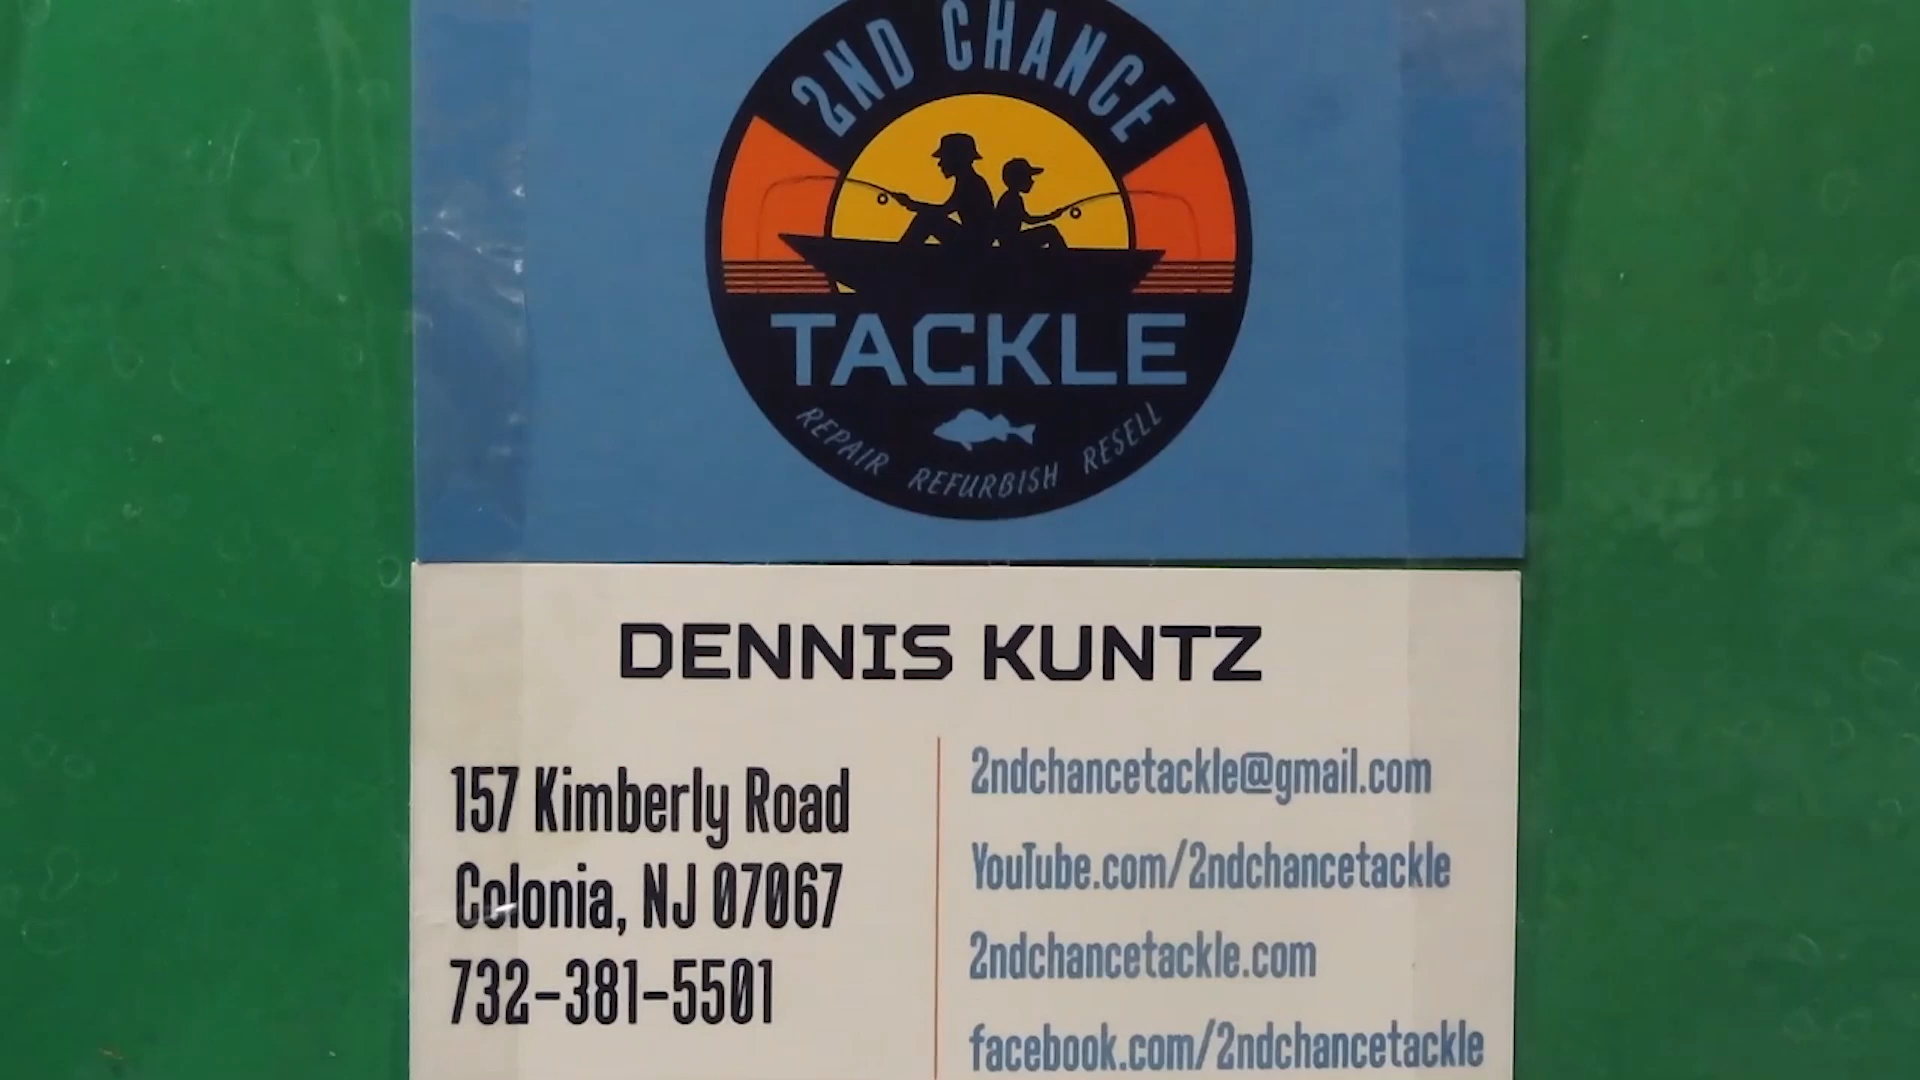 2ND CHANCE
TACKLE
REPAIR REFURBISH RESELL
DENNIS KUNTZ
157 Kimberly Road
Colonia, NJ 07067
732-381-5501
2ndchancetackle@gmail.com
YouTube.com/2ndchancetackle
2ndchancetackle.com
facebook.com/2ndchancetackle